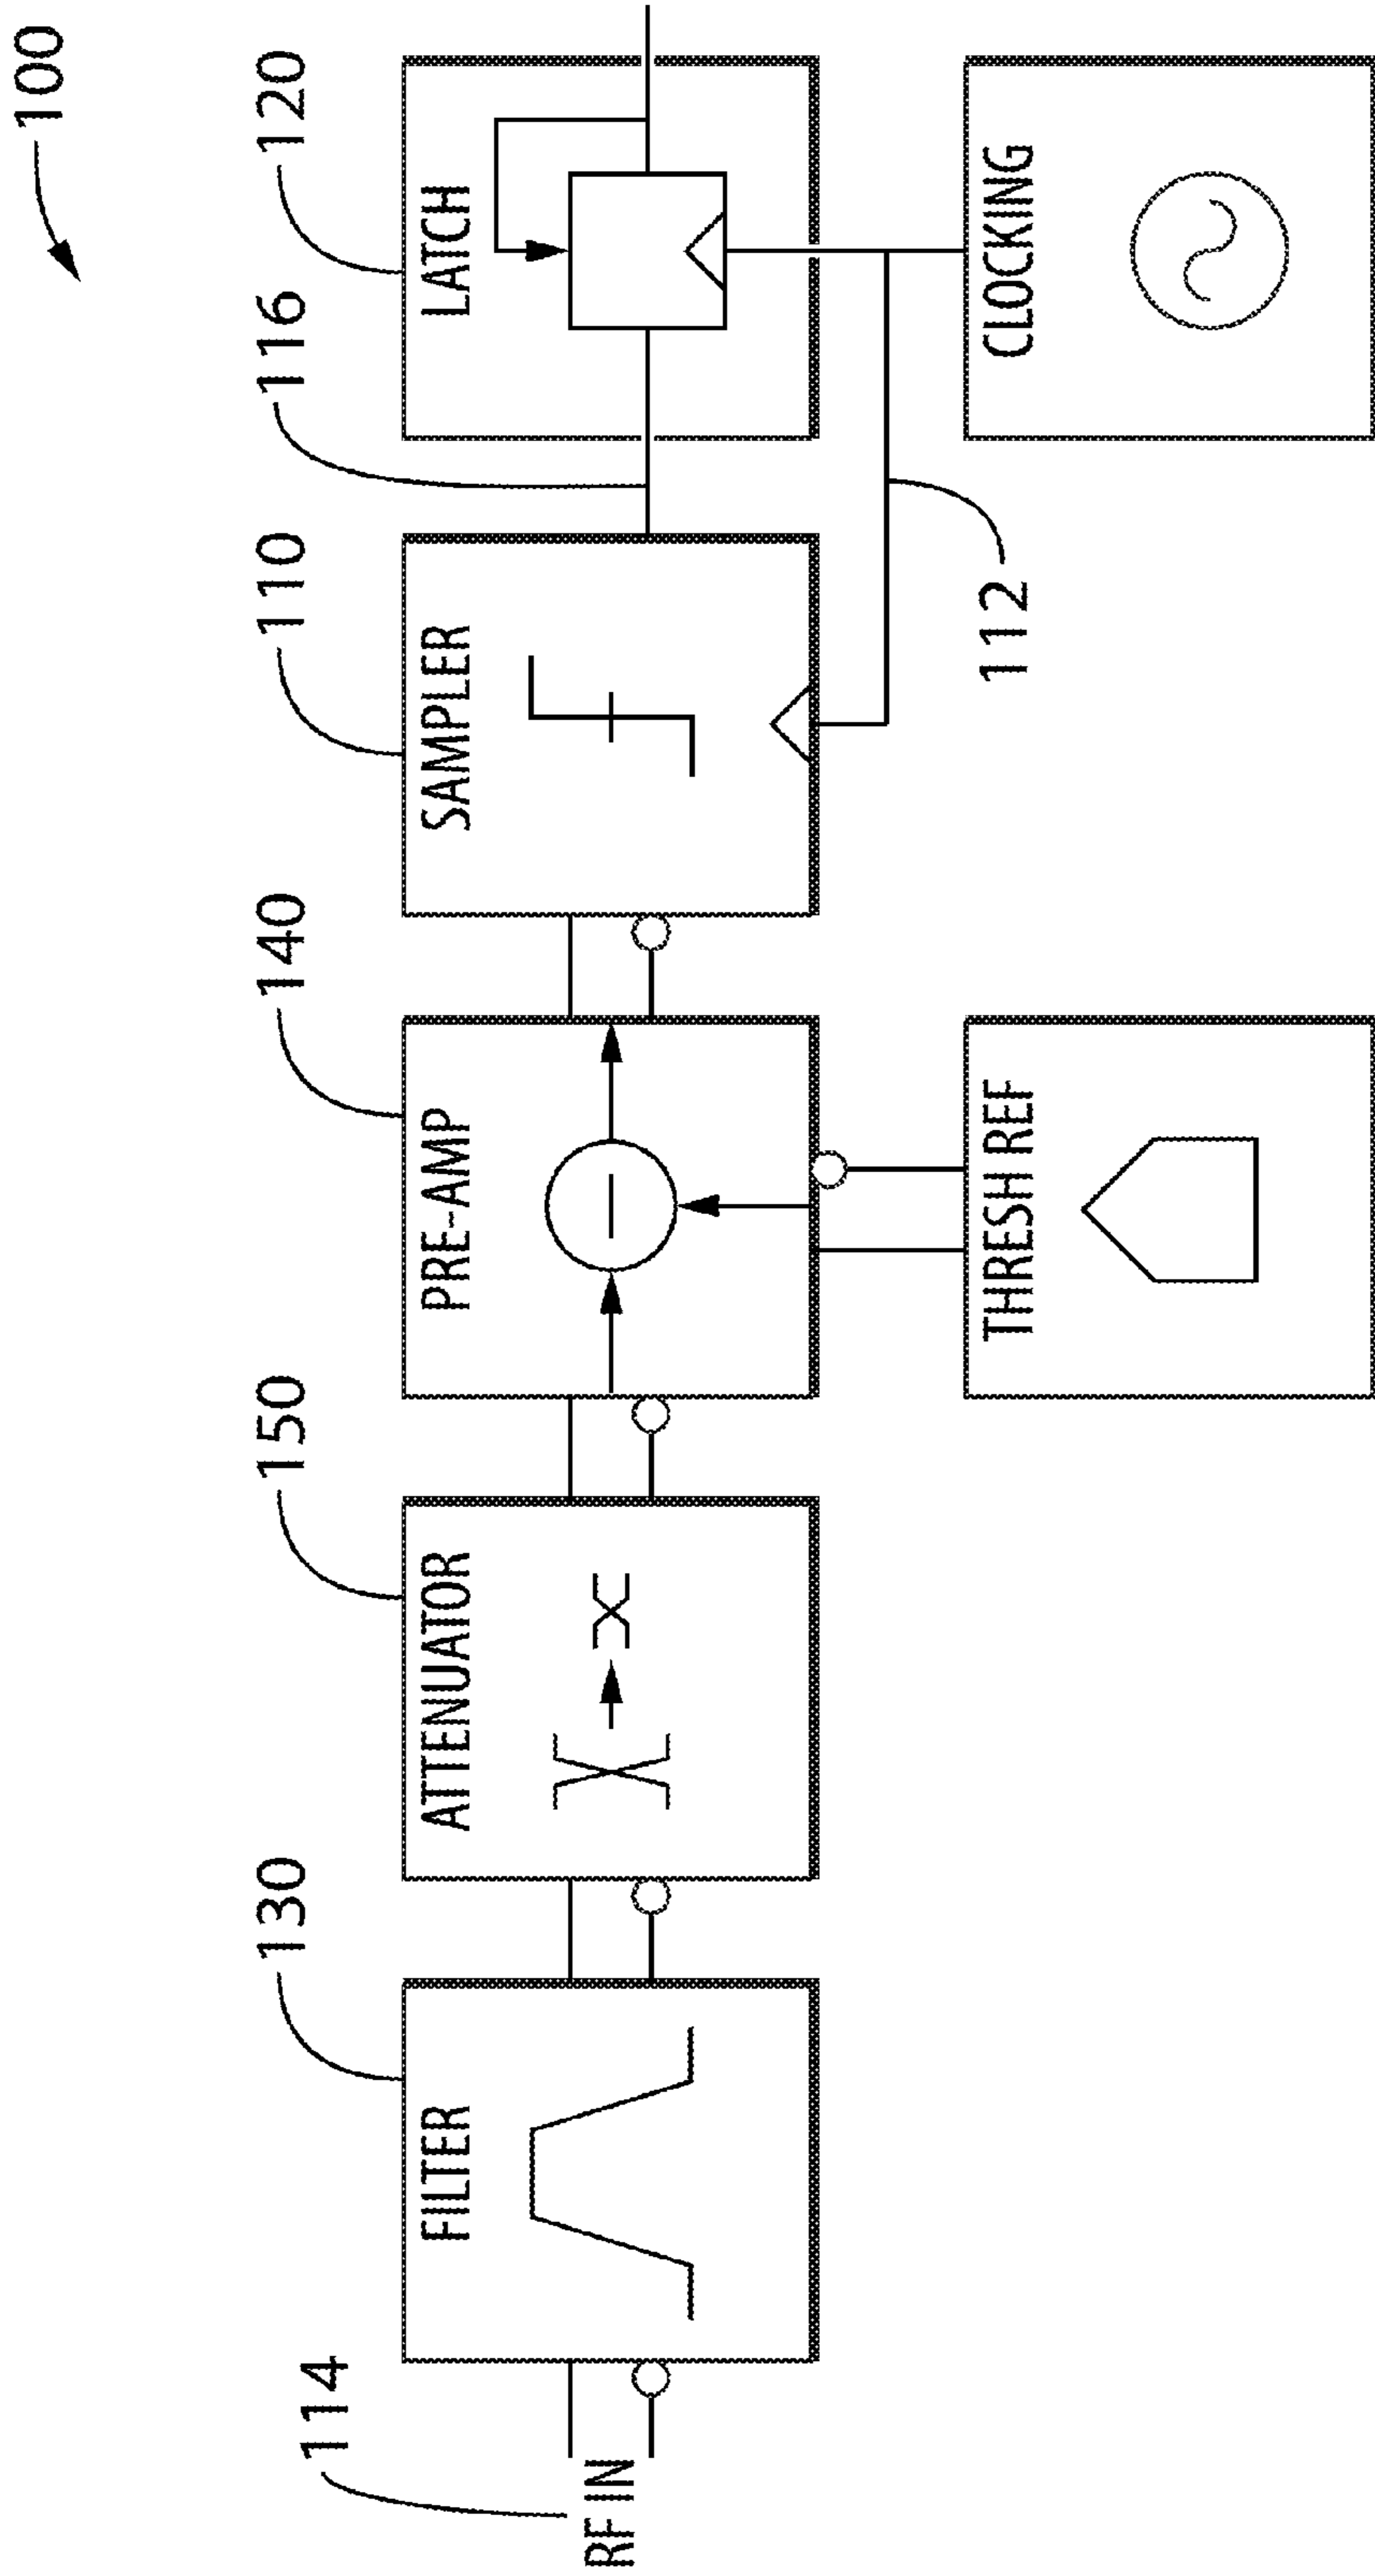 100
114
130
150
140
110
116
120
RF IN
FILTER
ATTENUATOR
PRE-AMP
SAMPLER
LATCH
112
THRESH REF
CLOCKING